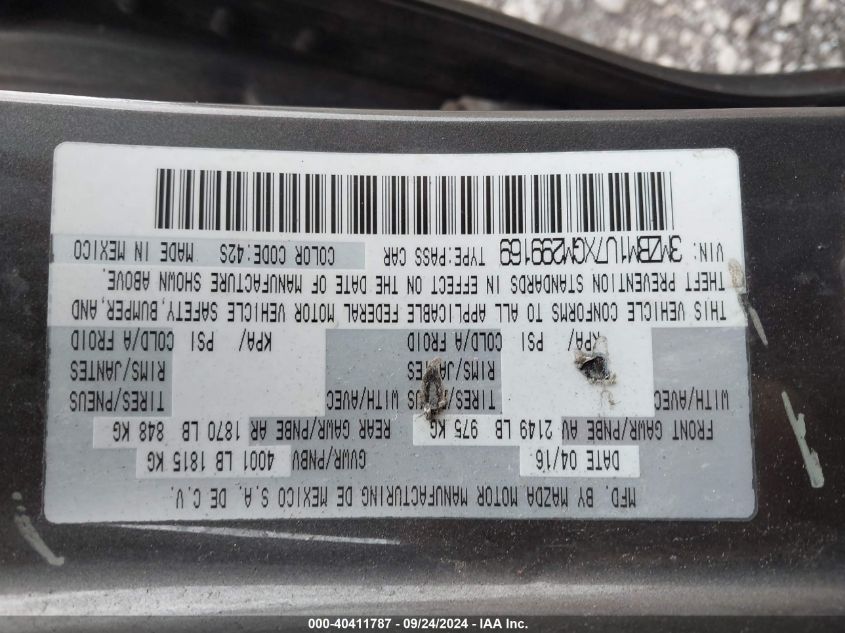 MFD. BY MAZDA MOTOR MANUFACTURING DE MEXICO S.A. DE C.V.
DATE 04/16 GVWR/PNBV 4001 LB 1815 KG
FRONT GAWR/PNBE AV 2149 LB 975 KG REAR GAWR/PNBE AR 1870 LB 848 KG
WITH/AVEC TIRES/PNEUS WITH/AVEC TIRES/PNEUS
RIMS/JANTES RIMS/JANTES
KPA/ PSI COLD/A FROID KPA/ PSI COLD/A FROID
THIS VEHICLE CONFORMS TO ALL APPLICABLE FEDERAL MOTOR VEHICLE SAFETY, BUMPER, AND
THEFT PREVENTION STANDARDS IN EFFECT ON THE DATE OF MANUFACTURE SHOWN ABOVE.
VIN: 3MZBM1U7XGM299169 TYPE:PASS CAR COLOR CODE:42S MADE IN MEXICO
000-40411787 - 09/24/2024 - IAA Inc.